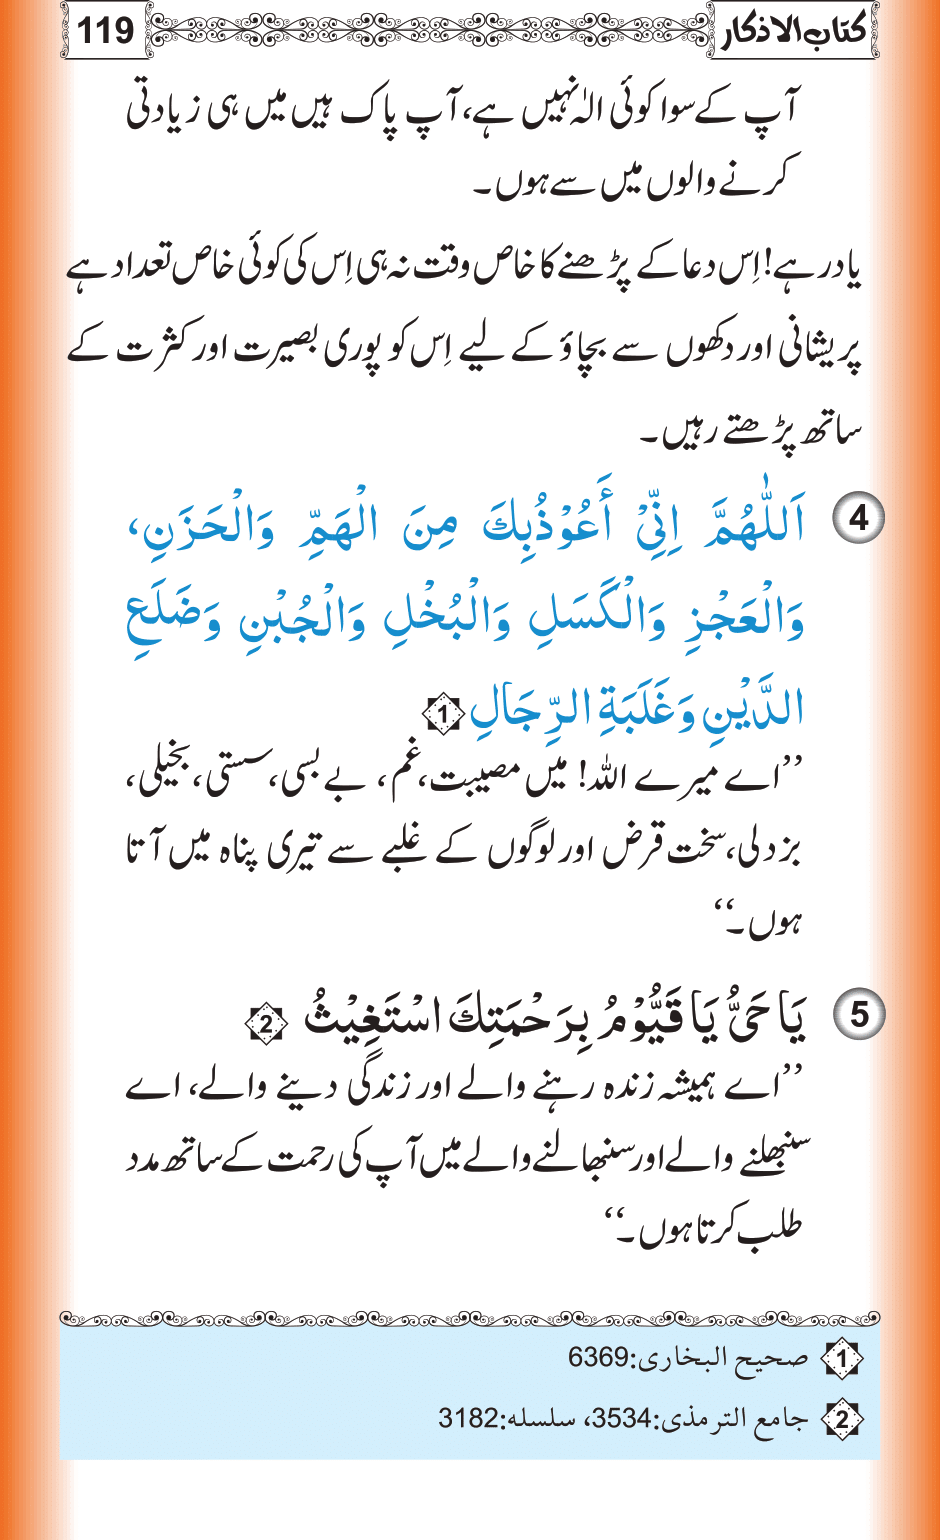 کتاب الاذکار
119
آپ کے سوا کوئی الٰہ نہیں ہے، آپ پاک ہیں میں ہی زیادتی
کرنے والوں میں سے ہوں۔
یاد رہے! اِس دعا کے پڑھنے کا خاص وقت نہ ہی اِس کی کوئی خاص تعداد ہے
پریشانی اور دکھوں سے بچاؤ کے لیے اِس کو پوری بصیرت اور کثرت کے
ساتھ پڑھتے رہیں۔
4 اَللّٰهُمَّ اِنِّيْ أَعُوْذُبِكَ مِنَ الْهَمِّ وَالْحَزَنِ،
وَالْعَجْزِ وَالْكَسَلِ وَالْبُخْلِ وَالْجُبْنِ وَضَلَعِ
الدَّيْنِ وَغَلَبَةِ الرِّجَالِ 1
’’اے میرے اللہ! میں مصیبت، غم، بے بسی، سستی، بخیلی،
بزدلی، سخت قرض اور لوگوں کے غلبے سے تیری پناہ میں آتا
ہوں۔‘‘
5 يَا حَيُّ يَا قَيُّوْمُ بِرَحْمَتِكَ اسْتَغِيْثُ 2
’’اے ہمیشہ زندہ رہنے والے اور زندگی دینے والے، اے
سنبھلنے والے اور سنبھالنے والے میں آپ کی رحمت کے ساتھ مدد
طلب کرتا ہوں۔‘‘
1 صحیح البخاری:6369
2 جامع الترمذی:3534، سلسلہ:3182